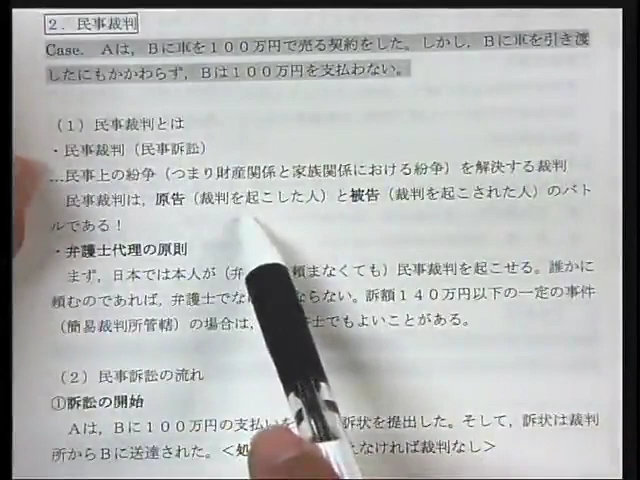 ２．民事裁判
Case. Ａは，Ｂに車を１００万円で売る契約をした。しかし，Ｂに車を引き渡
したにもかかわらず，Ｂは１００万円を支払わない。
（１）民事裁判とは
・民事裁判（民事訴訟）
…民事上の紛争（つまり財産関係と家族関係における紛争）を解決する裁判
民事裁判は，原告（裁判を起こした人）と被告（裁判を起こされた人）のバト
ルである！
・弁護士代理の原則
まず，日本では本人が（弁 頼まなくても）民事裁判を起こせる。誰かに
頼むのであれば，弁護士でな ならない。訴額１４０万円以下の一定の事件
（簡易裁判所管轄）の場合は， 士でもよいことがある。
（２）民事訴訟の流れ
①訴訟の開始
Ａは，Ｂに１００万円の支払い 訴状を提出した。そして，訴状は裁判
所からＢに送達された。＜処 なければ裁判なし＞